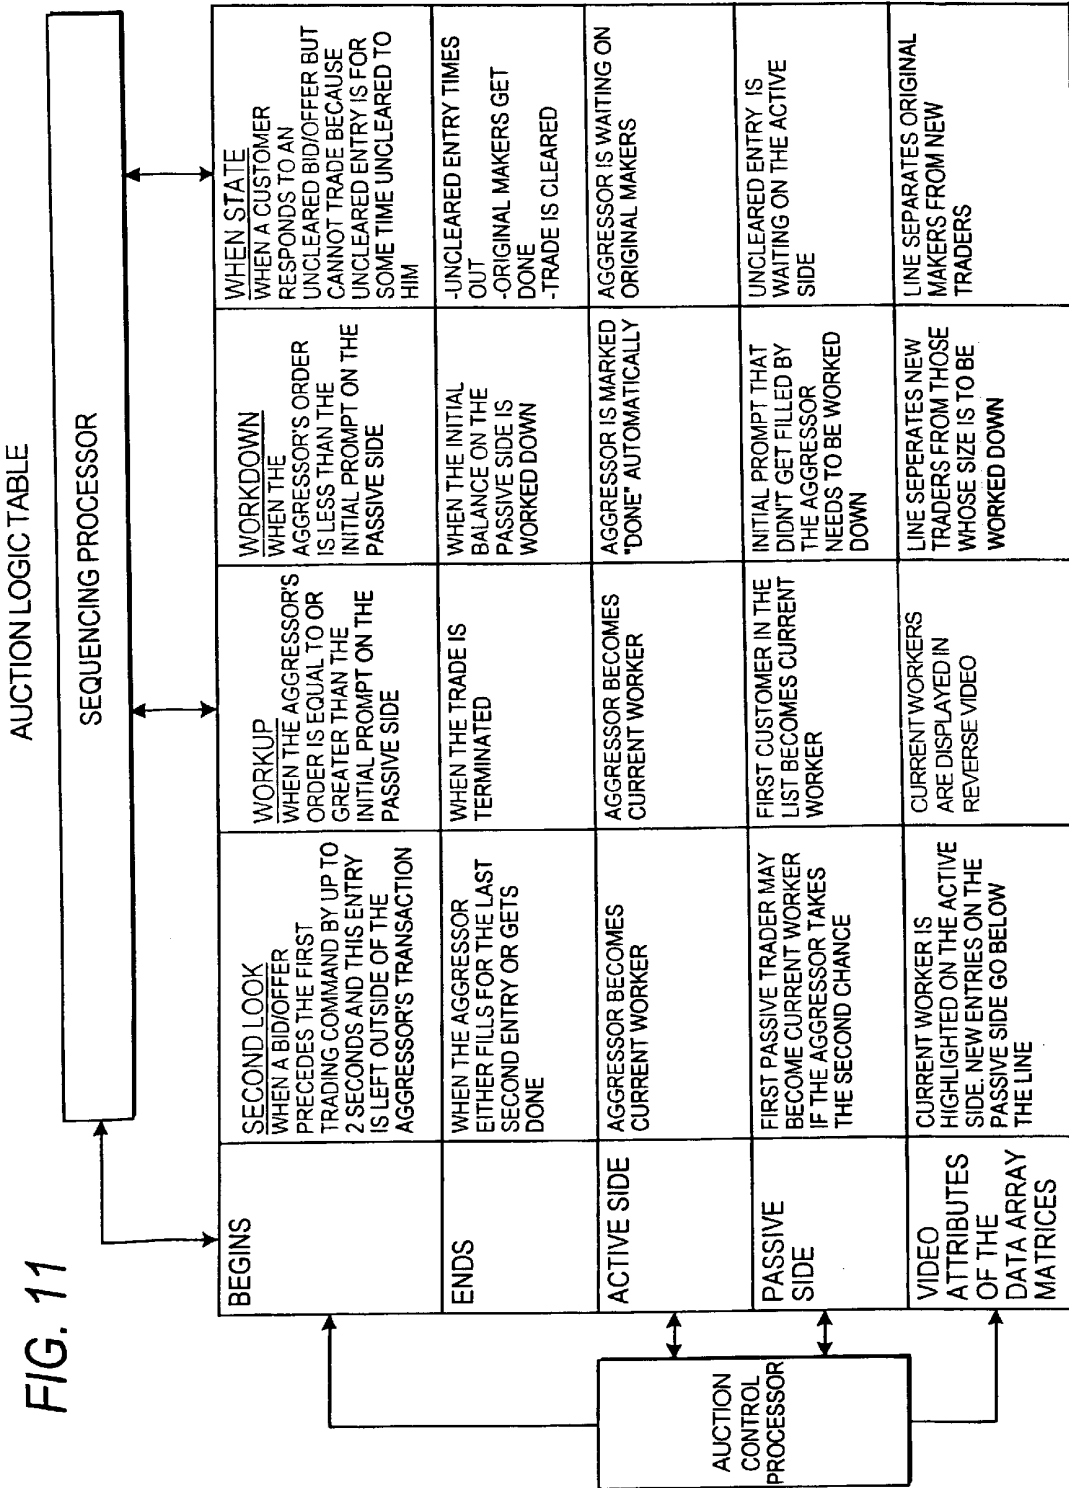 FIG. 11
AUCTION LOGIC TABLE
SEQUENCING PROCESSOR
AUCTION
CONTROL
PROCESSOR
BEGINS
SECOND LOOK
WHEN A BID/OFFER
PRECEDES THE FIRST
TRADING COMMAND BY UP TO
2 SECONDS AND THIS ENTRY
IS LEFT OUTSIDE OF THE
AGGRESSOR'S TRANSACTION
WORKUP
WHEN THE AGGRESSOR'S
ORDER IS EQUAL TO OR
GREATER THAN THE
INITIAL PROMPT ON THE
PASSIVE SIDE
WORKDOWN
WHEN THE
AGGRESSOR'S ORDER
IS LESS THAN THE
INITIAL PROMPT ON THE
PASSIVE SIDE
WHEN STATE
WHEN A CUSTOMER
RESPONDS TO AN
UNCLEARED BID/OFFER BUT
CANNOT TRADE BECAUSE
UNCLEARED ENTRY IS FOR
SOME TIME UNCLEARED TO
HIM
ENDS
WHEN THE AGGRESSOR
EITHER FILLS FOR THE LAST
SECOND ENTRY OR GETS
DONE
WHEN THE TRADE IS
TERMINATED
WHEN THE INITIAL
BALANCE ON THE
PASSIVE SIDE IS
WORKED DOWN
-UNCLEARED ENTRY TIMES
OUT
-ORIGINAL MAKERS GET
DONE
-TRADE IS CLEARED
ACTIVE SIDE
AGGRESSOR BECOMES
CURRENT WORKER
AGGRESSOR BECOMES
CURRENT WORKER
AGGRESSOR IS MARKED
"DONE" AUTOMATICALLY
AGGRESSOR IS WAITING ON
ORIGINAL MAKERS
PASSIVE
SIDE
FIRST PASSIVE TRADER MAY
BECOME CURRENT WORKER
IF THE AGGRESSOR TAKES
THE SECOND CHANCE
FIRST CUSTOMER IN THE
LIST BECOMES CURRENT
WORKER
INITIAL PROMPT THAT
DIDN'T GET FILLED BY
THE AGGRESSOR
NEEDS TO BE WORKED
DOWN
UNCLEARED ENTRY IS
WAITING ON THE ACTIVE
SIDE
VIDEO
ATTRIBUTES
OF THE
DATA ARRAY
MATRICES
CURRENT WORKER IS
HIGHLIGHTED ON THE ACTIVE
SIDE. NEW ENTRIES ON THE
PASSIVE SIDE GO BELOW
THE LINE
CURRENT WORKERS
ARE DISPLAYED IN
REVERSE VIDEO
LINE SEPERATES NEW
TRADERS FROM THOSE
WHOSE SIZE IS TO BE
WORKED DOWN
LINE SEPARATES ORIGINAL
MAKERS FROM NEW
TRADERS